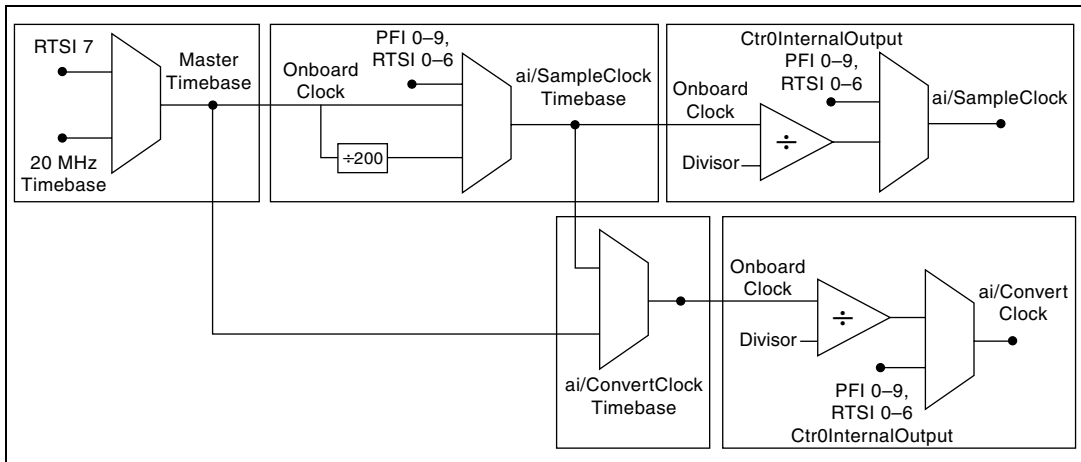 RTSI 7
Master
Timebase
20 MHz
Timebase
Onboard
Clock
PFI 0–9,
RTSI 0–6
÷200
ai/SampleClock
Timebase
Onboard
Clock
Divisor
÷
Ctr0InternalOutput
PFI 0–9,
RTSI 0–6
ai/SampleClock
ai/ConvertClock
Timebase
Onboard
Clock
Divisor
÷
ai/Convert
Clock
PFI 0–9,
RTSI 0–6
Ctr0InternalOutput